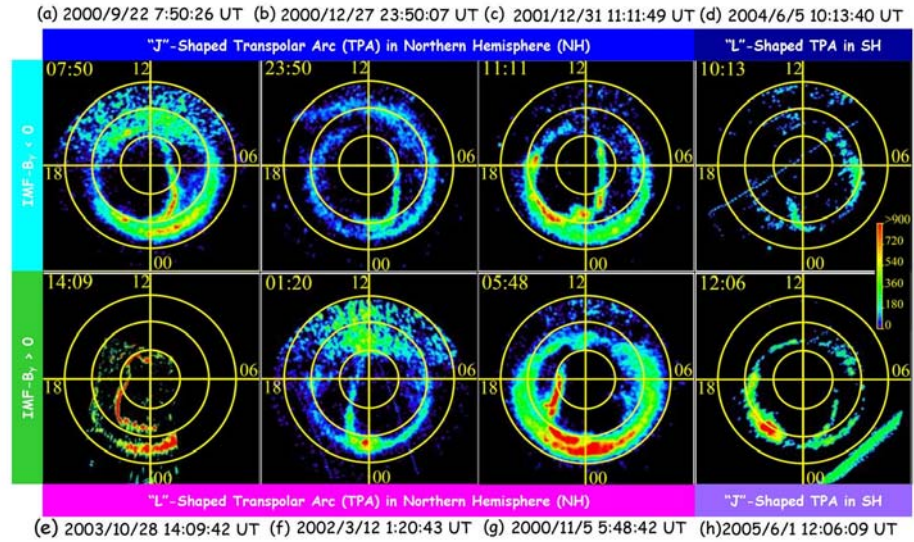 (a) 2000/9/22 7:50:26 UT (b) 2000/12/27 23:50:07 UT (c) 2001/12/31 11:11:49 UT (d) 2004/6/5 10:13:40 UT
"J"-Shaped Transpolar Arc (TPA) in Northern Hemisphere (NH) "L"-Shaped TPA in SH
IMF-By < 0
07:50 12 23:50 12 11:11 12 10:13 12
18 06 18 06 18 06 18 06
00 00 00 00
>900
720
540
360
180
0
IMF-By > 0
14:09 12 01:20 12 05:48 12 12:06 12
18 06 18 06 18 06 18 06
00 00 00 00
"L"-Shaped Transpolar Arc (TPA) in Northern Hemisphere (NH) "J"-Shaped TPA in SH
(e) 2003/10/28 14:09:42 UT (f) 2002/3/12 1:20:43 UT (g) 2000/11/5 5:48:42 UT (h) 2005/6/1 12:06:09 UT